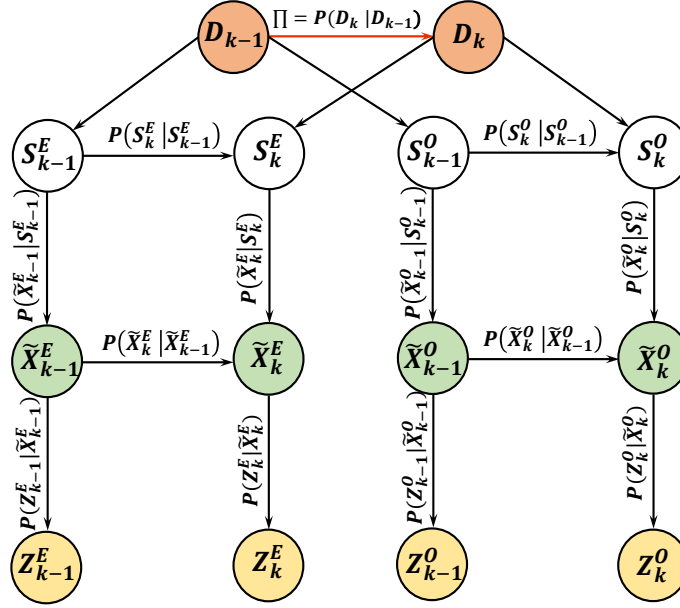 ∏ = P(D_k |D_{k-1})
D_{k-1}
D_k
P(S^E_k |S^E_{k-1})
P(S^O_k |S^O_{k-1})
S^E_{k-1}
S^E_k
S^O_{k-1}
S^O_k
P(X̃^E_{k-1}|S^E_{k-1})
P(X̃^E_k|S^E_k)
P(X̃^O_{k-1}|S^O_{k-1})
P(X̃^O_k|S^O_k)
P(X̃^E_k |X̃^E_{k-1})
P(X̃^O_k |X̃^O_{k-1})
X̃^E_{k-1}
X̃^E_k
X̃^O_{k-1}
X̃^O_k
P(Z^E_{k-1}|X̃^E_{k-1})
P(Z^E_k|X̃^E_k)
P(Z^O_{k-1}|X̃^O_{k-1})
P(Z^O_k|X̃^O_k)
Z^E_{k-1}
Z^E_k
Z^O_{k-1}
Z^O_k